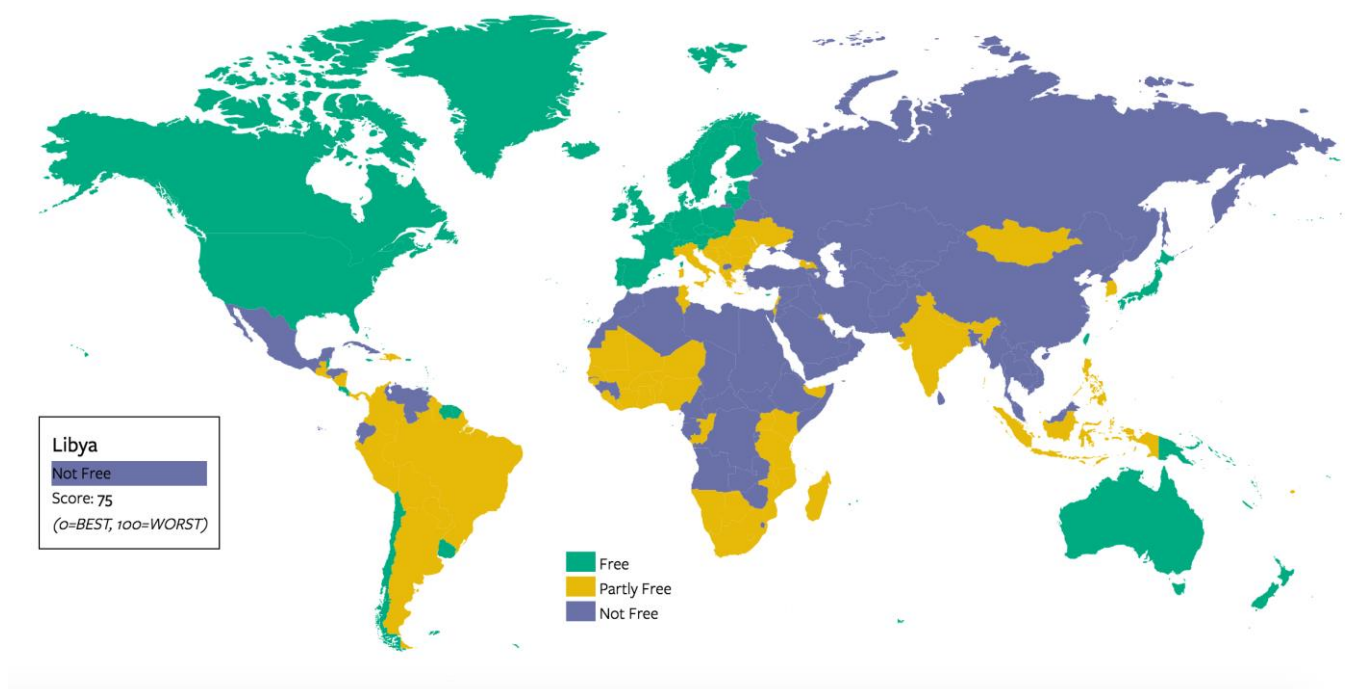 Libya
Not Free
Score: 75
(0=BEST, 100=WORST)
Free
Partly Free
Not Free